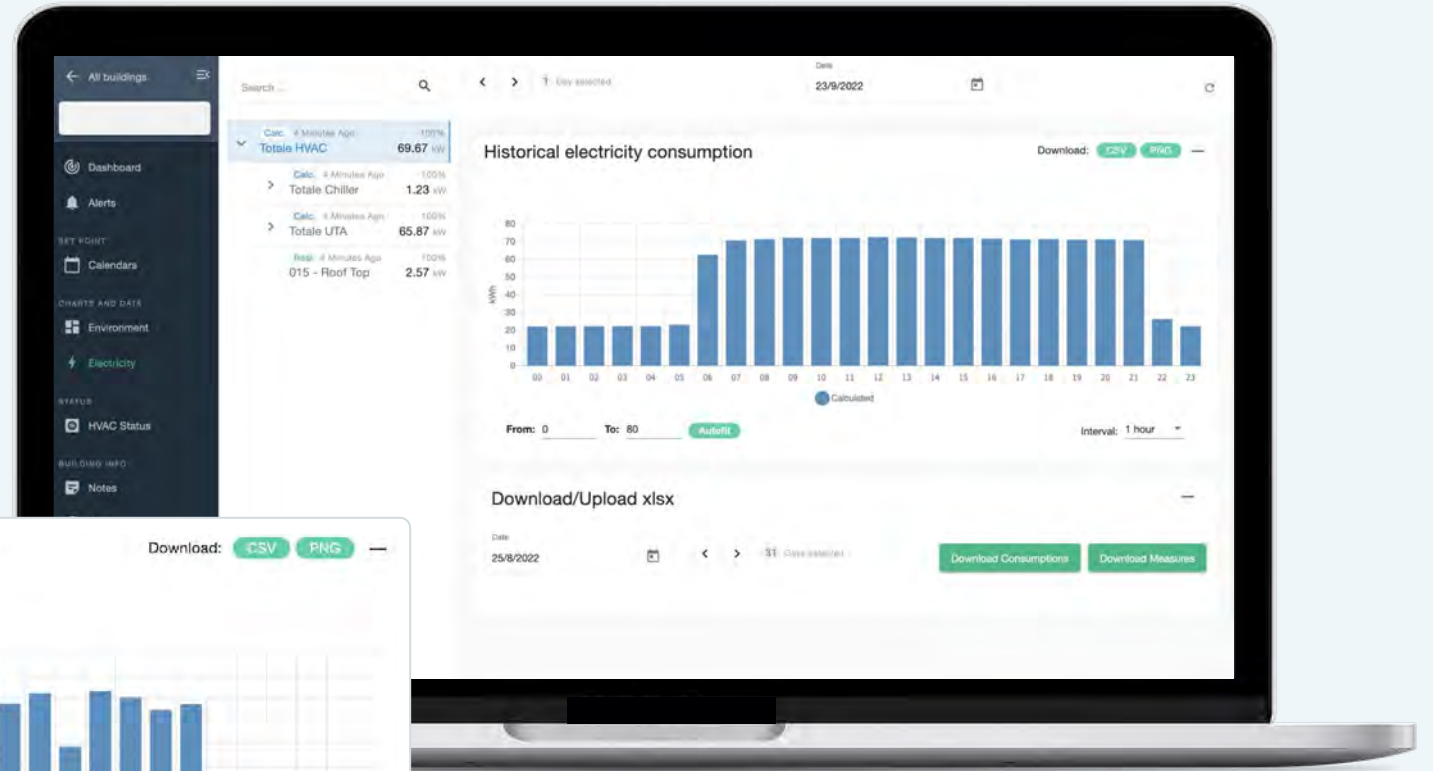 All buildings
Dashboard
Alerts
SET POINT
Calendars
CHARTS AND DATA
Environment
Electricity
STATUS
HVAC Status
BUILDING INFO
Notes
Search ...
Calc. 4 Minutes Ago 100%
Totale HVAC 69.67 kW
Calc. 4 Minutes Ago 100%
Totale Chiller 1.23 kW
Calc. 4 Minutes Ago 100%
Totale UTA 65.87 kW
Real 4 Minutes Ago 100%
015 - Roof Top 2.57 kW
1 Day selected
Date
23/9/2022
Historical electricity consumption
Download: CSV PNG
80
70
60
50
40
30
20
10
0
kWh
00 01 02 03 04 05 06 07 08 09 10 11 12 13 14 15 16 17 18 19 20 21 22 23
Calculated
From: 0 To: 80 Autofit
Interval: 1 hour
Download/Upload xlsx
Date
25/8/2022
31 Days selected
Download Consumptions Download Measures
Download: CSV PNG